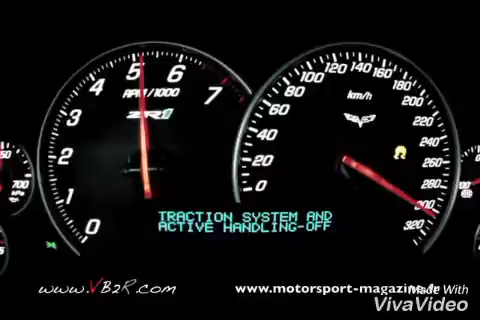 5 6
4 RPM/1000 7
3 ZR1
2
1
0
120 140 160 180
100 200
80 km/h 220
60 240
40 260
20 280
0 300
320
700
kPa
TRACTION SYSTEM AND
ACTIVE HANDLING-OFF
www.VB2R.com
www.motorsport-magazine.fr
Made With
VivaVideo